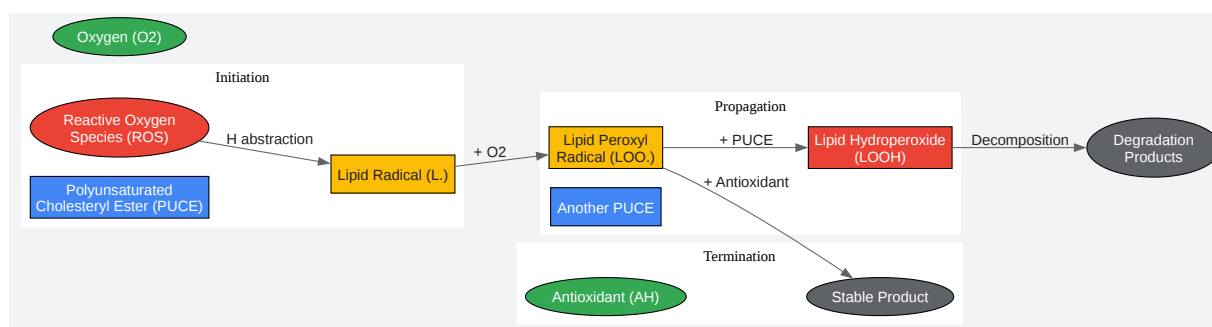 Oxygen (O2)
Initiation
Reactive Oxygen
Species (ROS)
H abstraction
Polyunsaturated
Cholesteryl Ester (PUCE)
Lipid Radical (L.)
+ O2
Propagation
Lipid Peroxyl
Radical (LOO.)
+ PUCE
Lipid Hydroperoxide
(LOOH)
Decomposition
Degradation
Products
+ Antioxidant
Another PUCE
Termination
Antioxidant (AH)
Stable Product